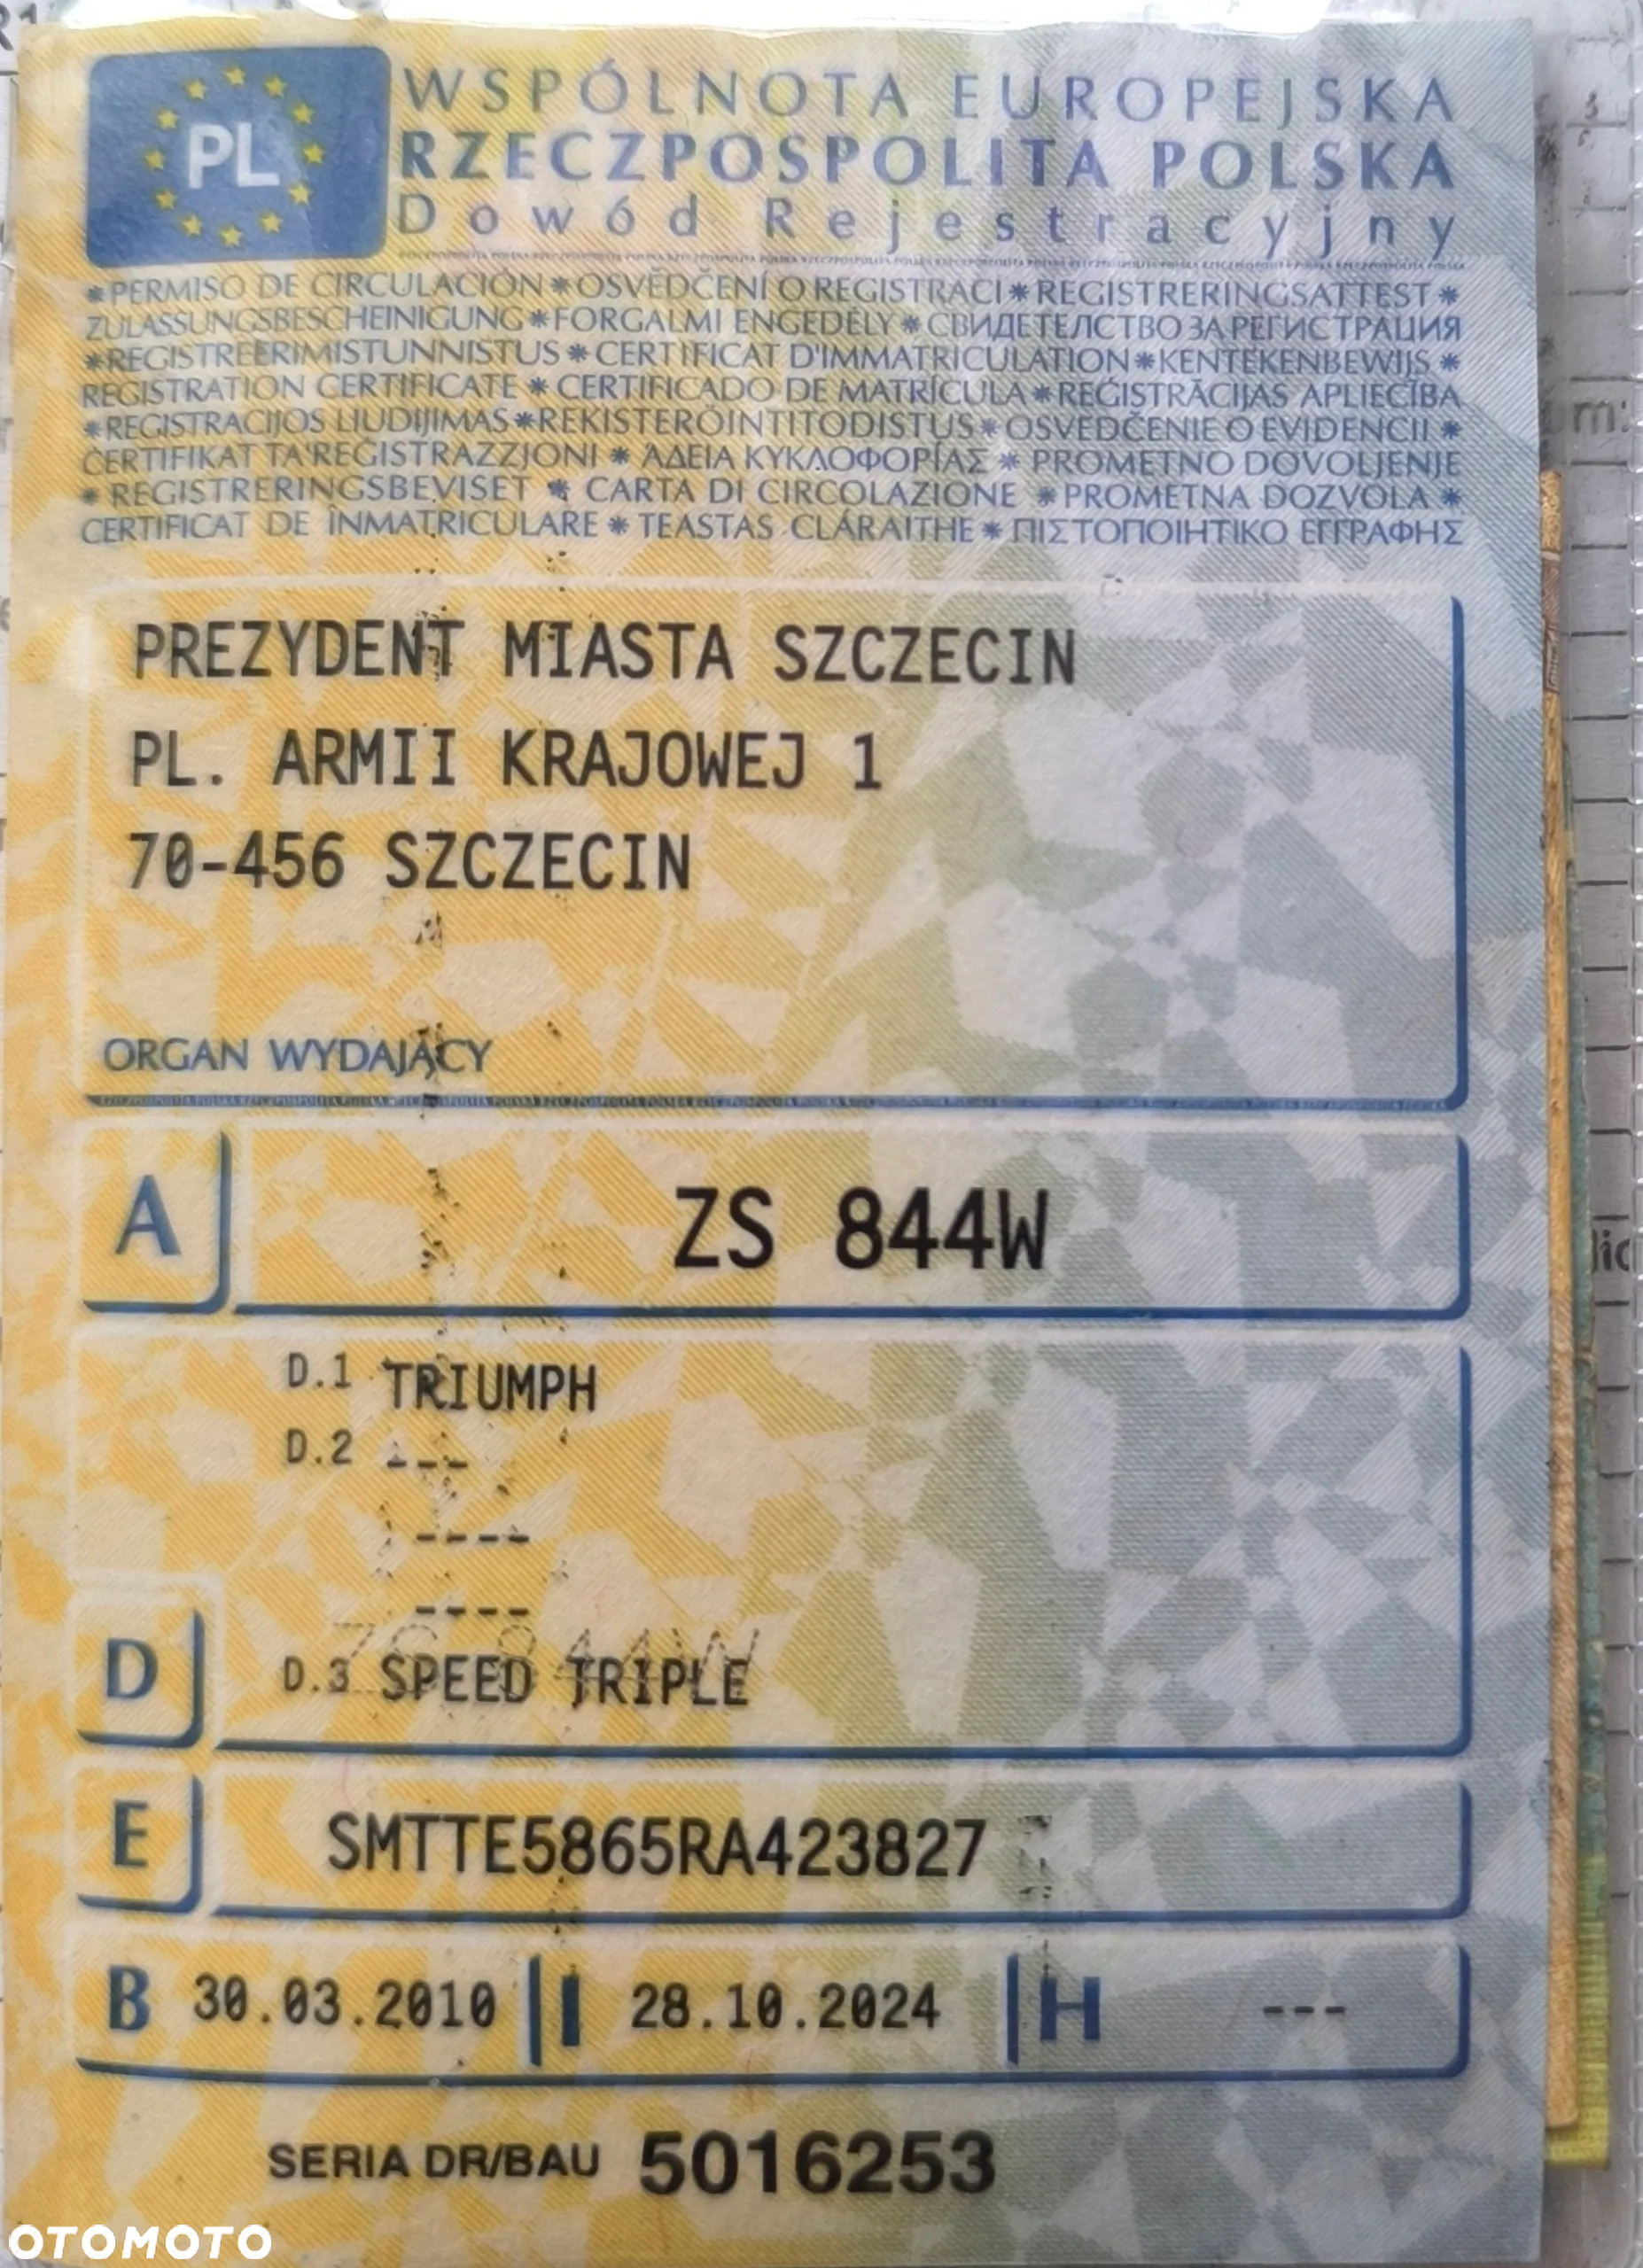 PL
WSPÓLNOTA EUROPEJSKA
RZECZPOSPOLITA POLSKA
Dowód Rejestracyjny
*PERMISO DE CIRCULACIÓN*OSVĚDČENÍ O REGISTRACI*REGISTRERINGSATTEST*
ZULASSUNGSBESCHEINIGUNG*FORGALMI ENGEDÉLY*СВИДЕТЕЛСТВО ЗА РЕГИСТРАЦИЯ
*REGISTREERIMISTUNNISTUS*CERTIFICAT D'IMMATRICULATION*KENTEKENBEWIJS*
REGISTRATION CERTIFICATE*CERTIFICADO DE MATRÍCULA*REĢISTRĀCIJAS APLIECĪBA
*REGISTRACIJOS LIUDIJIMAS*REKISTERÖINTITODISTUS*OSVEDČENIE O EVIDENCII*
ĊERTIFIKAT TA'REĠISTRAZZJONI*ΑΔΕΙΑ ΚΥΚΛΟΦΟΡΊΑΣ*PROMETNO DOVOLJENJE
*REGISTRERINGSBEVISET*CARTA DI CIRCOLAZIONE*PROMETNA DOZVOLA*
CERTIFICAT DE ÎNMATRICULARE*TEASTAS CLÁRAITHE*ΠΙΣΤΟΠΟΙΗΤΙΚΟ ΕΓΓΡΑΦΗΣ
PREZYDENT MIASTA SZCZECIN
PL. ARMII KRAJOWEJ 1
70-456 SZCZECIN
ORGAN WYDAJĄCY
A ZS 844W
D.1 TRIUMPH
D.2 ---
----
----
ZS 844W
D D.3 SPEED TRIPLE
E SMTTE5865RA423827
B 30.03.2010 I 28.10.2024 H ---
SERIA DR/BAU 5016253
OTOMOTO